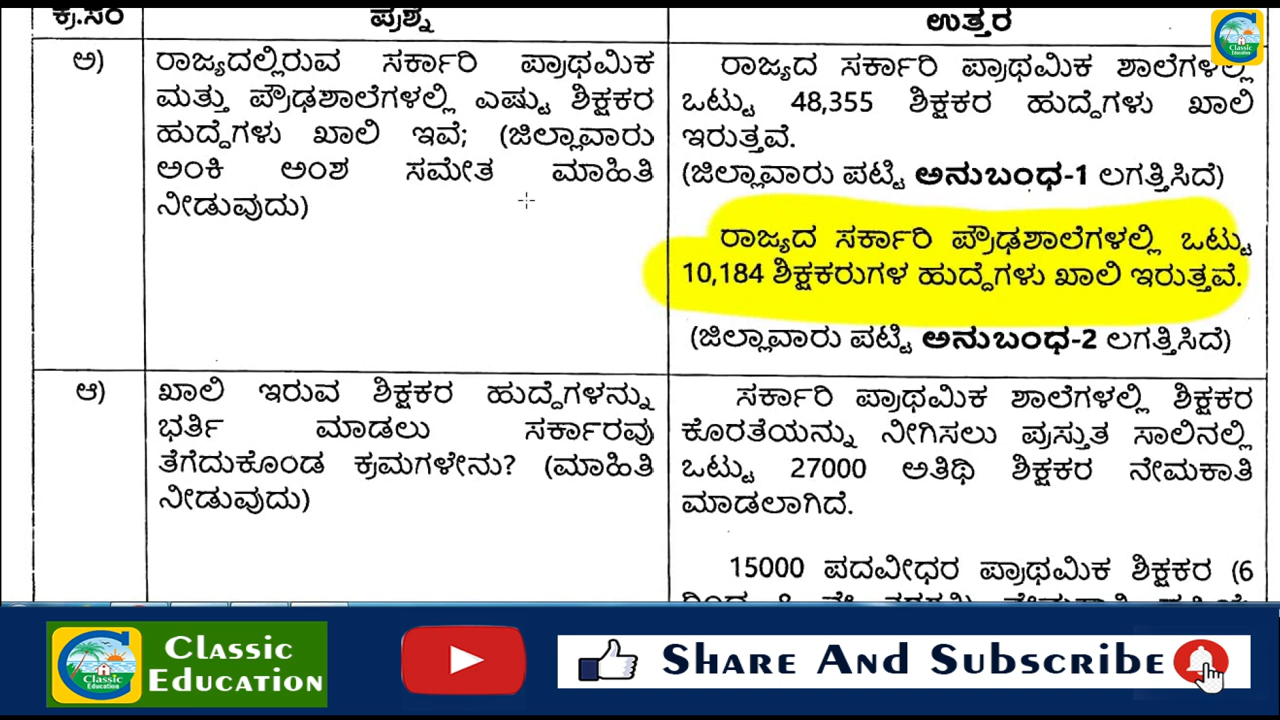 ಕ್ರ.ಸಂ
ಪ್ರಶ್ನೆ
ಉತ್ತರ
Classic
Education
ಅ)
ರಾಜ್ಯದಲ್ಲಿರುವ ಸರ್ಕಾರಿ ಪ್ರಾಥಮಿಕ
ಮತ್ತು ಪ್ರೌಢಶಾಲೆಗಳಲ್ಲಿ ಎಷ್ಟು ಶಿಕ್ಷಕರ
ಹುದ್ದೆಗಳು ಖಾಲಿ ಇವೆ; (ಜಿಲ್ಲಾವಾರು
ಅಂಕಿ ಅಂಶ ಸಮೇತ ಮಾಹಿತಿ
ನೀಡುವುದು)
ರಾಜ್ಯದ ಸರ್ಕಾರಿ ಪ್ರಾಥಮಿಕ ಶಾಲೆಗಳಲ್ಲಿ
ಒಟ್ಟು 48,355 ಶಿಕ್ಷಕರ ಹುದ್ದೆಗಳು ಖಾಲಿ
ಇರುತ್ತವೆ.
(ಜಿಲ್ಲಾವಾರು ಪಟ್ಟಿ ಅನುಬಂಧ-1 ಲಗತ್ತಿಸಿದೆ)
ರಾಜ್ಯದ ಸರ್ಕಾರಿ ಪ್ರೌಢಶಾಲೆಗಳಲ್ಲಿ ಒಟ್ಟು
10,184 ಶಿಕ್ಷಕರುಗಳ ಹುದ್ದೆಗಳು ಖಾಲಿ ಇರುತ್ತವೆ.
(ಜಿಲ್ಲಾವಾರು ಪಟ್ಟಿ ಅನುಬಂಧ-2 ಲಗತ್ತಿಸಿದೆ)
ಆ)
ಖಾಲಿ ಇರುವ ಶಿಕ್ಷಕರ ಹುದ್ದೆಗಳನ್ನು
ಭರ್ತಿ ಮಾಡಲು ಸರ್ಕಾರವು
ತೆಗೆದುಕೊಂಡ ಕ್ರಮಗಳೇನು? (ಮಾಹಿತಿ
ನೀಡುವುದು)
ಸರ್ಕಾರಿ ಪ್ರಾಥಮಿಕ ಶಾಲೆಗಳಲ್ಲಿ ಶಿಕ್ಷಕರ
ಕೊರತೆಯನ್ನು ನೀಗಿಸಲು ಪ್ರಸ್ತುತ ಸಾಲಿನಲ್ಲಿ
ಒಟ್ಟು 27000 ಅತಿಥಿ ಶಿಕ್ಷಕರ ನೇಮಕಾತಿ
ಮಾಡಲಾಗಿದೆ.
15000 ಪದವೀಧರ ಪ್ರಾಥಮಿಕ ಶಿಕ್ಷಕರ (6
Classic
Education
Classic
Education
Share And Subscribe